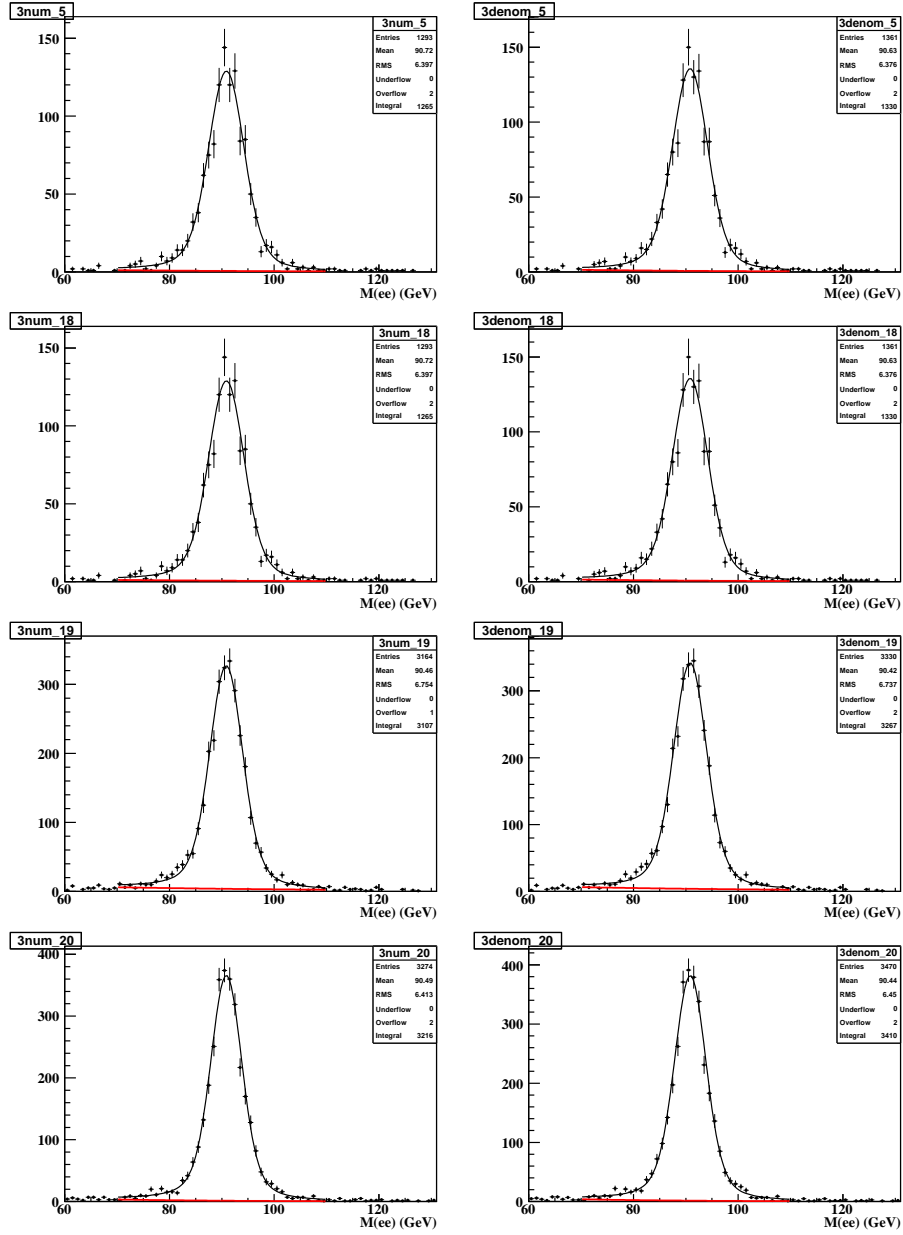 3num_5
3num_5
Entries 1293
Mean 90.72
RMS 6.397
Underflow 0
Overflow 2
Integral 1265
150
100
50
0
60 80 100 120
M(ee) (GeV)
3denom_5
3denom_5
Entries 1361
Mean 90.63
RMS 6.376
Underflow 0
Overflow 2
Integral 1330
150
100
50
0
60 80 100 120
M(ee) (GeV)
3num_18
3num_18
Entries 1293
Mean 90.72
RMS 6.397
Underflow 0
Overflow 2
Integral 1265
150
100
50
0
60 80 100 120
M(ee) (GeV)
3denom_18
3denom_18
Entries 1361
Mean 90.63
RMS 6.376
Underflow 0
Overflow 2
Integral 1330
150
100
50
0
60 80 100 120
M(ee) (GeV)
3num_19
3num_19
Entries 3164
Mean 90.46
RMS 6.754
Underflow 0
Overflow 1
Integral 3107
300
200
100
0
60 80 100 120
M(ee) (GeV)
3denom_19
3denom_19
Entries 3330
Mean 90.42
RMS 6.737
Underflow 0
Overflow 2
Integral 3267
300
200
100
0
60 80 100 120
M(ee) (GeV)
3num_20
3num_20
Entries 3274
Mean 90.49
RMS 6.413
Underflow 0
Overflow 2
Integral 3216
400
300
200
100
0
60 80 100 120
M(ee) (GeV)
3denom_20
3denom_20
Entries 3470
Mean 90.44
RMS 6.45
Underflow 0
Overflow 2
Integral 3410
400
300
200
100
0
60 80 100 120
M(ee) (GeV)